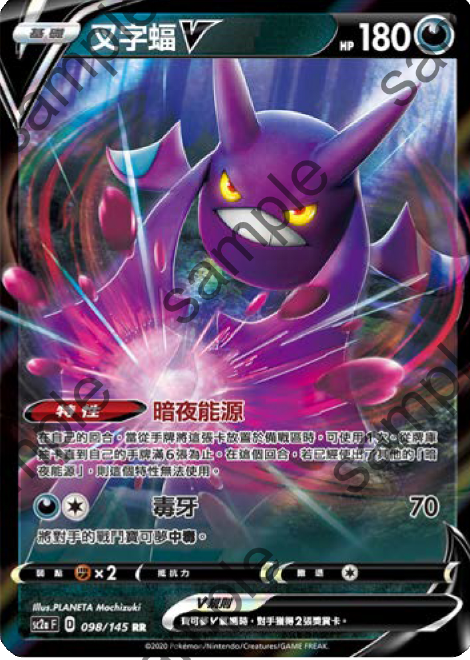 基礎 叉字蝠V HP 180
特性 暗夜能源
在自己的回合,當從手牌將這張卡放置於備戰區時,可使用1次。從牌庫
抽卡直到自己的手牌滿6張為止。在這個回合,若已經使出了其他的「暗
夜能源」,則這個特性無法使用。
毒牙 70
將對手的戰鬥寶可夢中毒。
弱點 ×2 抵抗力 撤退
Illus.PLANETA Mochizuki
V規則
sc2a F D 098/145 RR
寶可夢V氣絕時,對手獲得2張獎賞卡。
©2020 Pokémon/Nintendo/Creatures/GAME FREAK.
sample
sample
sample
sample
sample